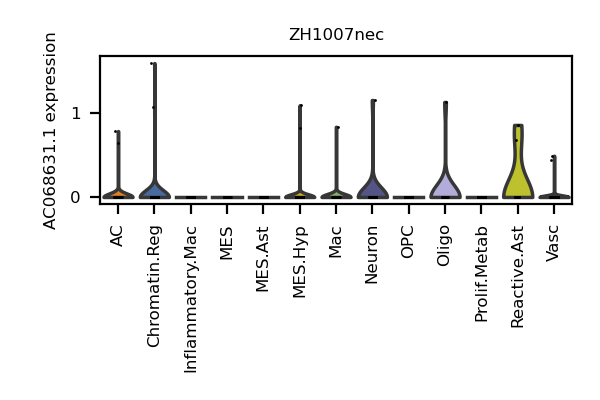 ZH1007nec
AC068631.1 expression
1
0
AC
Chromatin.Reg
Inflammatory.Mac
MES
MES.Ast
MES.Hyp
Mac
Neuron
OPC
Oligo
Prolif.Metab
Reactive.Ast
Vasc